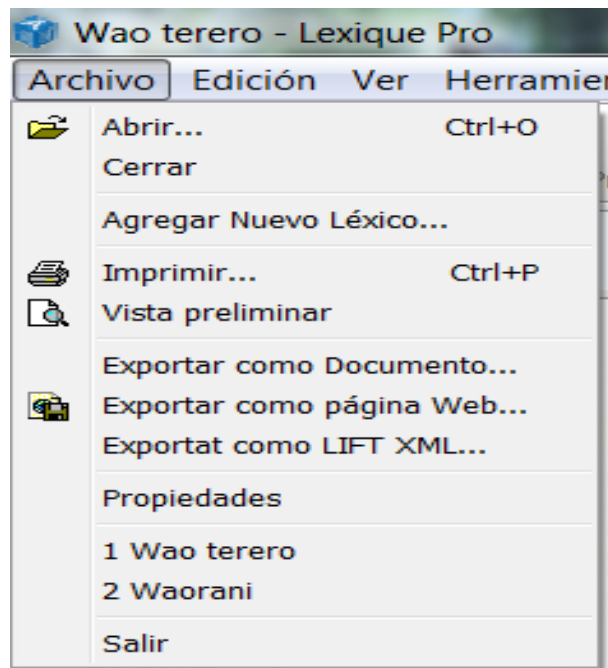 Wao terero - Lexique Pro
Archivo Edición Ver
Abrir... Ctrl+O
Cerrar
Agregar Nuevo Léxico...
Imprimir... Ctrl+P
Vista preliminar
Exportar como Documento...
Exportar como página Web...
Exportat como LIFT XML...
Propiedades
1 Wao terero
2 Waorani
Salir